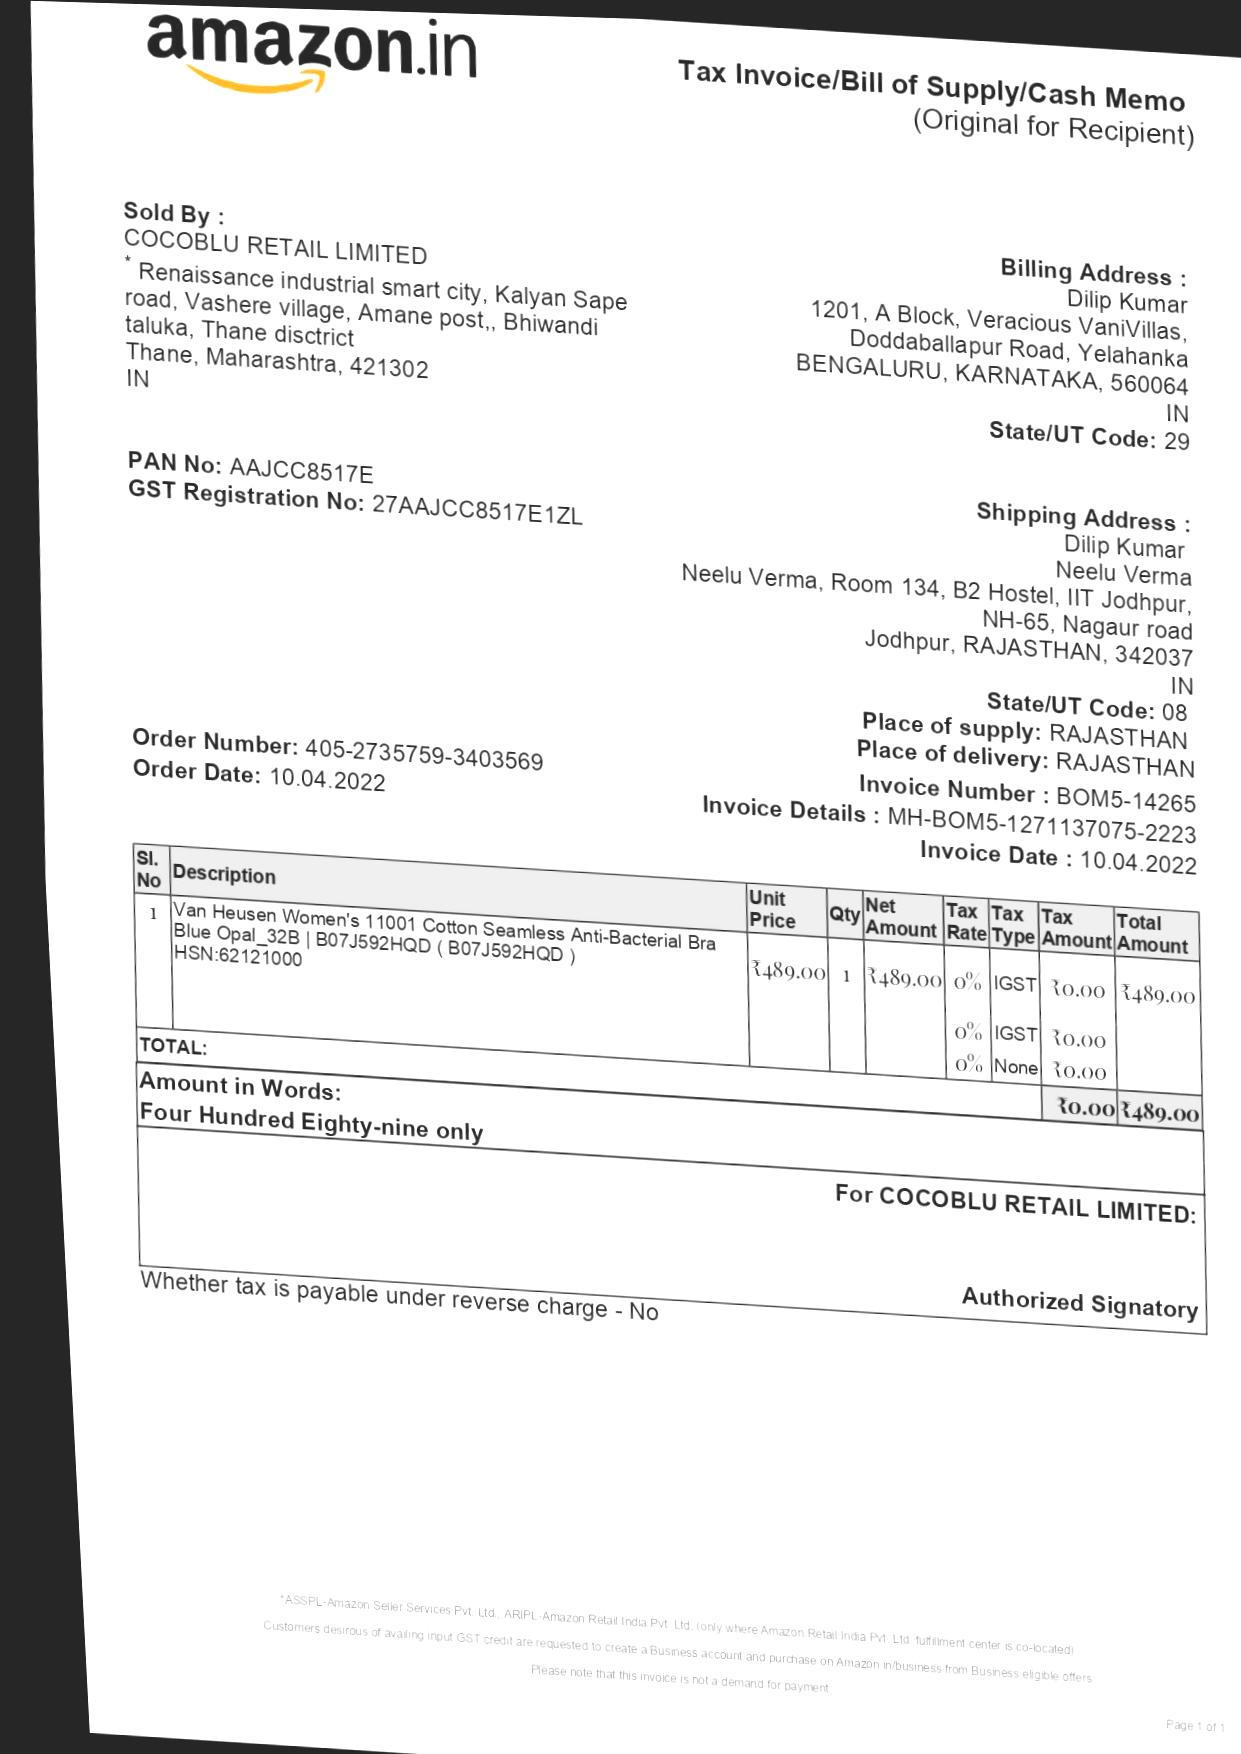 amazon.in
Tax Invoice/Bill of Supply/Cash Memo
(Original for Recipient)
Sold By :
COCOBLU RETAIL LIMITED
* Renaissance industrial smart city, Kalyan Sape
road, Vashere village, Amane post,, Bhiwandi
taluka, Thane disctrict
Thane, Maharashtra, 421302
IN
Billing Address :
Dilip Kumar
1201, A Block, Veracious VaniVillas,
Doddaballapur Road, Yelahanka
BENGALURU, KARNATAKA, 560064
IN
State/UT Code: 29
PAN No: AAJCC8517E
GST Registration No: 27AAJCC8517E1ZL
Shipping Address :
Dilip Kumar
Neelu Verma
Neelu Verma, Room 134, B2 Hostel, IIT Jodhpur,
NH-65, Nagaur road
Jodhpur, RAJASTHAN, 342037
IN
State/UT Code: 08
Place of supply: RAJASTHAN
Place of delivery: RAJASTHAN
Order Number: 405-2735759-3403569
Order Date: 10.04.2022
Invoice Number : BOM5-14265
Invoice Details : MH-BOM5-1271137075-2223
Invoice Date : 10.04.2022
Sl. No Description Unit Price Qty Net Amount Tax Rate Tax Type Tax Amount Total Amount
1 Van Heusen Women's 11001 Cotton Seamless Anti-Bacterial Bra
Blue Opal_32B | B07J592HQD ( B07J592HQD )
HSN:62121000
₹489.00 1 ₹489.00 0% IGST ₹0.00 ₹489.00
0% IGST ₹0.00
0% None ₹0.00
TOTAL: ₹0.00 ₹489.00
Amount in Words:
Four Hundred Eighty-nine only
For COCOBLU RETAIL LIMITED:
Authorized Signatory
Whether tax is payable under reverse charge - No
*ASSPL-Amazon Seller Services Pvt. Ltd., ARIPL-Amazon Retail India Pvt. Ltd. (only where Amazon Retail India Pvt. Ltd. fulfillment center is co-located)
Customers desirous of availing input GST credit are requested to create a Business account and purchase on Amazon.in/business from Business eligible offers
Please note that this invoice is not a demand for payment
Page 1 of 1